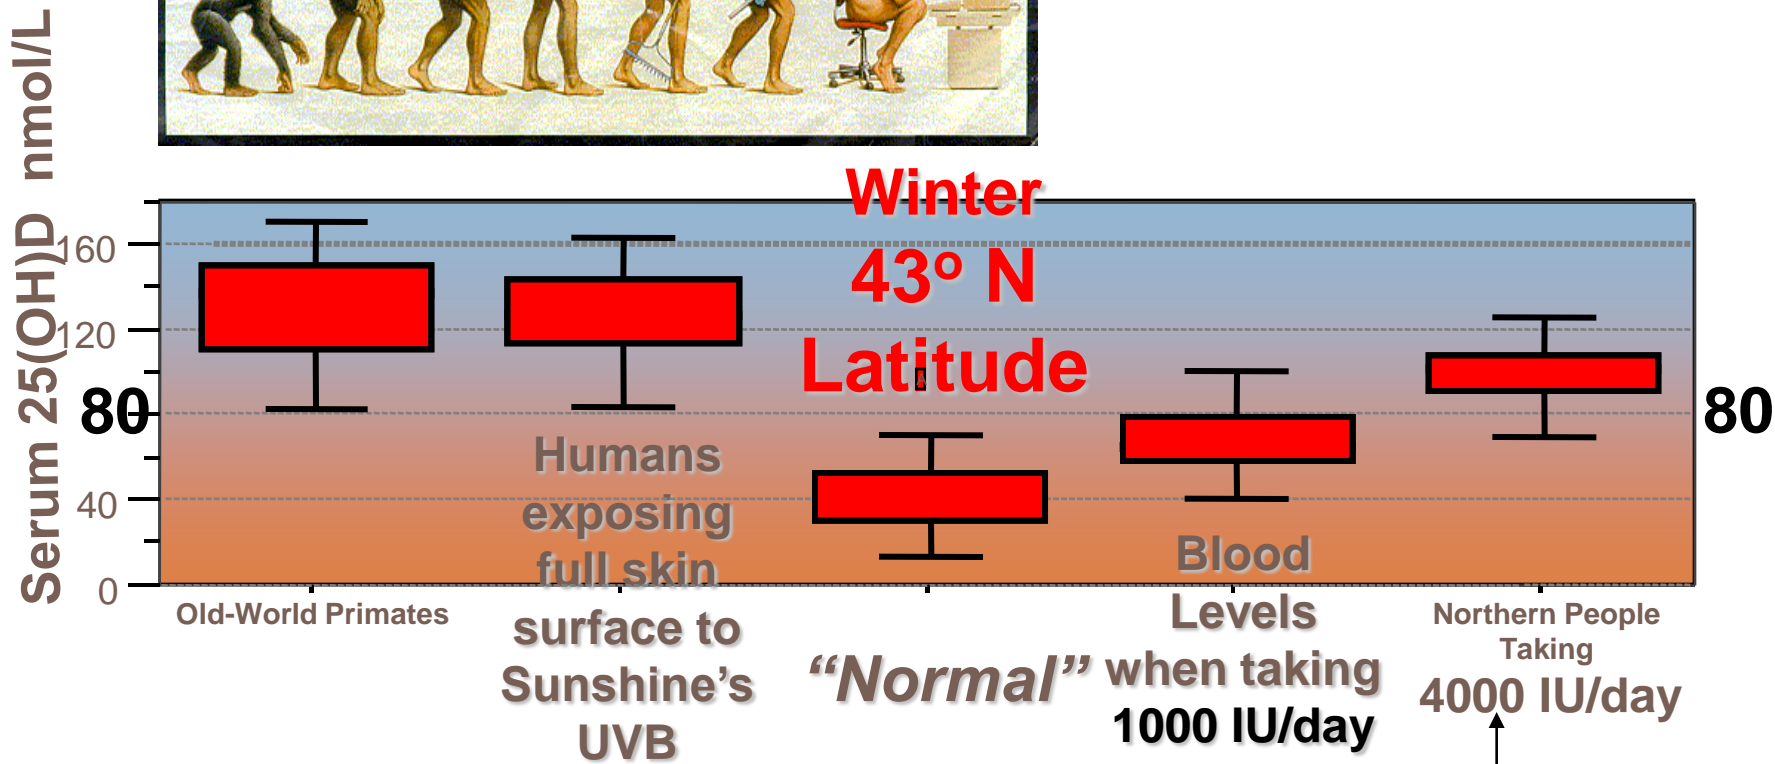 Serum 25(OH)D nmol/L
Winter
43º N
Latitude
160
120
80
40
0
80
Old-World Primates
Humans
exposing
full skin
surface to
Sunshine’s
UVB
“Normal”
Blood
Levels
when taking
1000 IU/day
Northern People
Taking
4000 IU/day